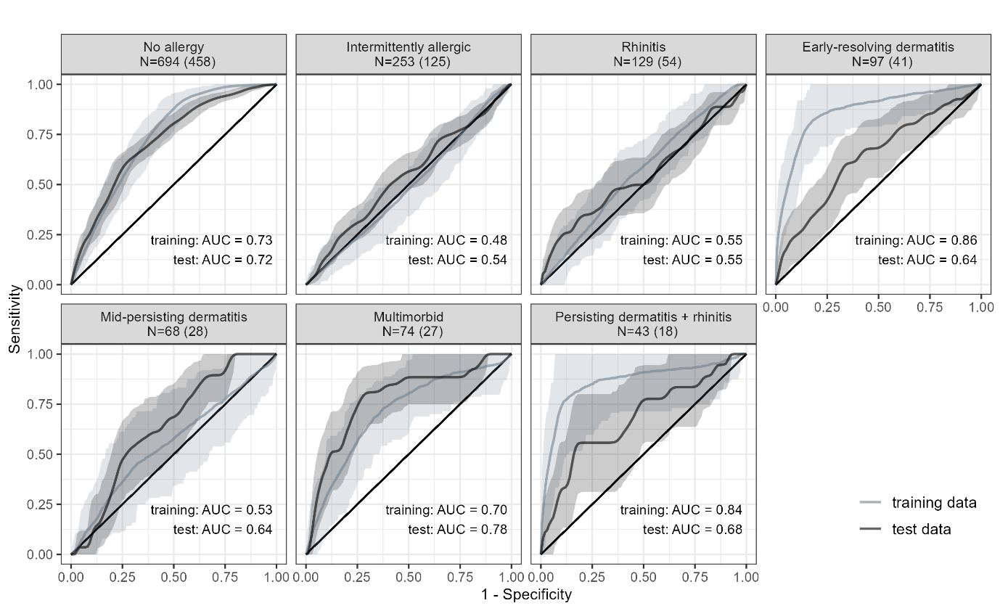 No allergy
N=694 (458)
Intermittently allergic
N=253 (125)
Rhinitis
N=129 (54)
Early-resolving dermatitis
N=97 (41)
1.00
0.75
0.50
0.25
0.00
training: AUC = 0.73
test: AUC = 0.72
training: AUC = 0.48
test: AUC = 0.54
training: AUC = 0.55
test: AUC = 0.55
training: AUC = 0.86
test: AUC = 0.64
0.00 0.25 0.50 0.75 1.00
Sensitivity
Mid-persisting dermatitis
N=68 (28)
Multimorbid
N=74 (27)
Persisting dermatitis + rhinitis
N=43 (18)
1.00
0.75
0.50
0.25
0.00
training: AUC = 0.53
test: AUC = 0.64
training: AUC = 0.70
test: AUC = 0.78
training: AUC = 0.84
test: AUC = 0.68
training data
test data
0.00 0.25 0.50 0.75 1.00 0.00 0.25 0.50 0.75 1.00 0.00 0.25 0.50 0.75 1.00
1 - Specificity